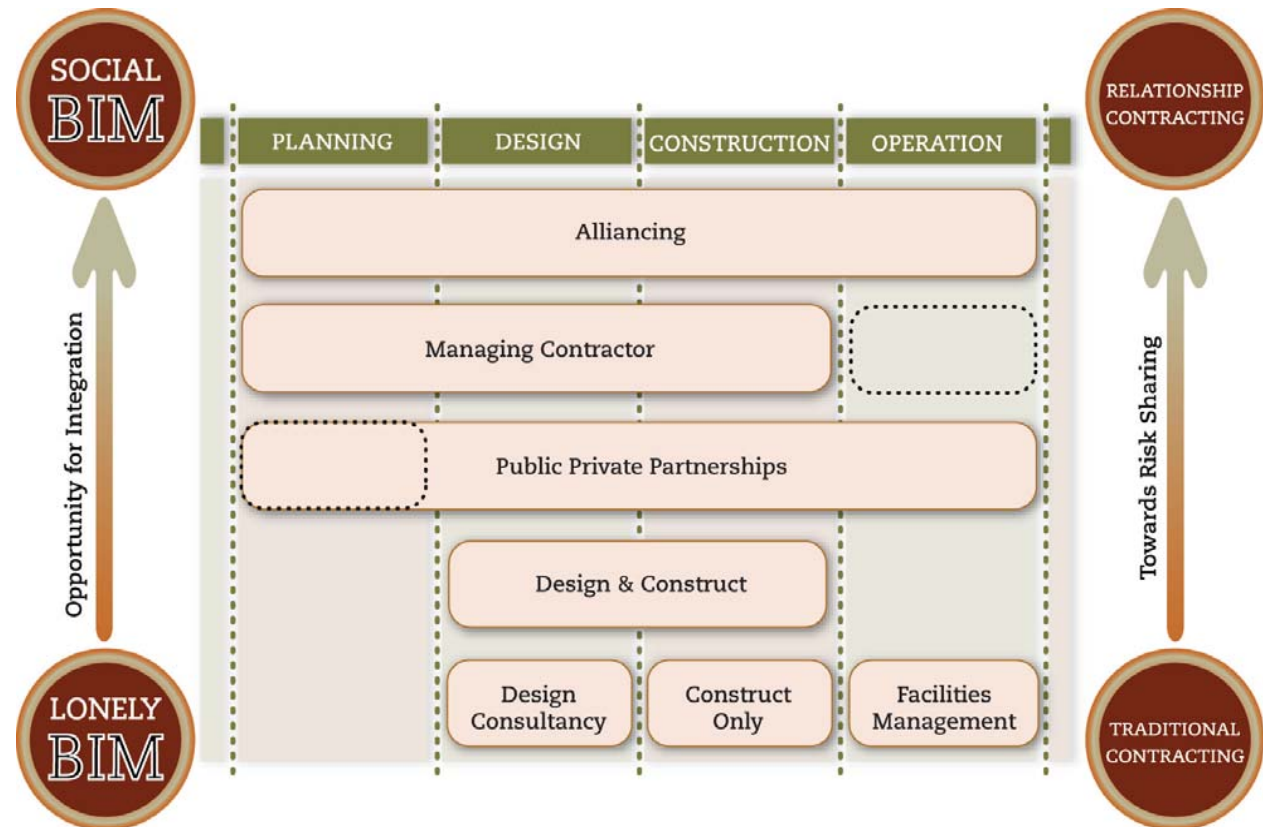 SOCIAL
BIM
RELATIONSHIP
CONTRACTING
PLANNING
DESIGN
CONSTRUCTION
OPERATION
Alliancing
Managing Contractor
Public Private Partnerships
Design & Construct
Design
Consultancy
Construct
Only
Facilities
Management
Opportunity for Integration
Towards Risk Sharing
LONELY
BIM
TRADITIONAL
CONTRACTING